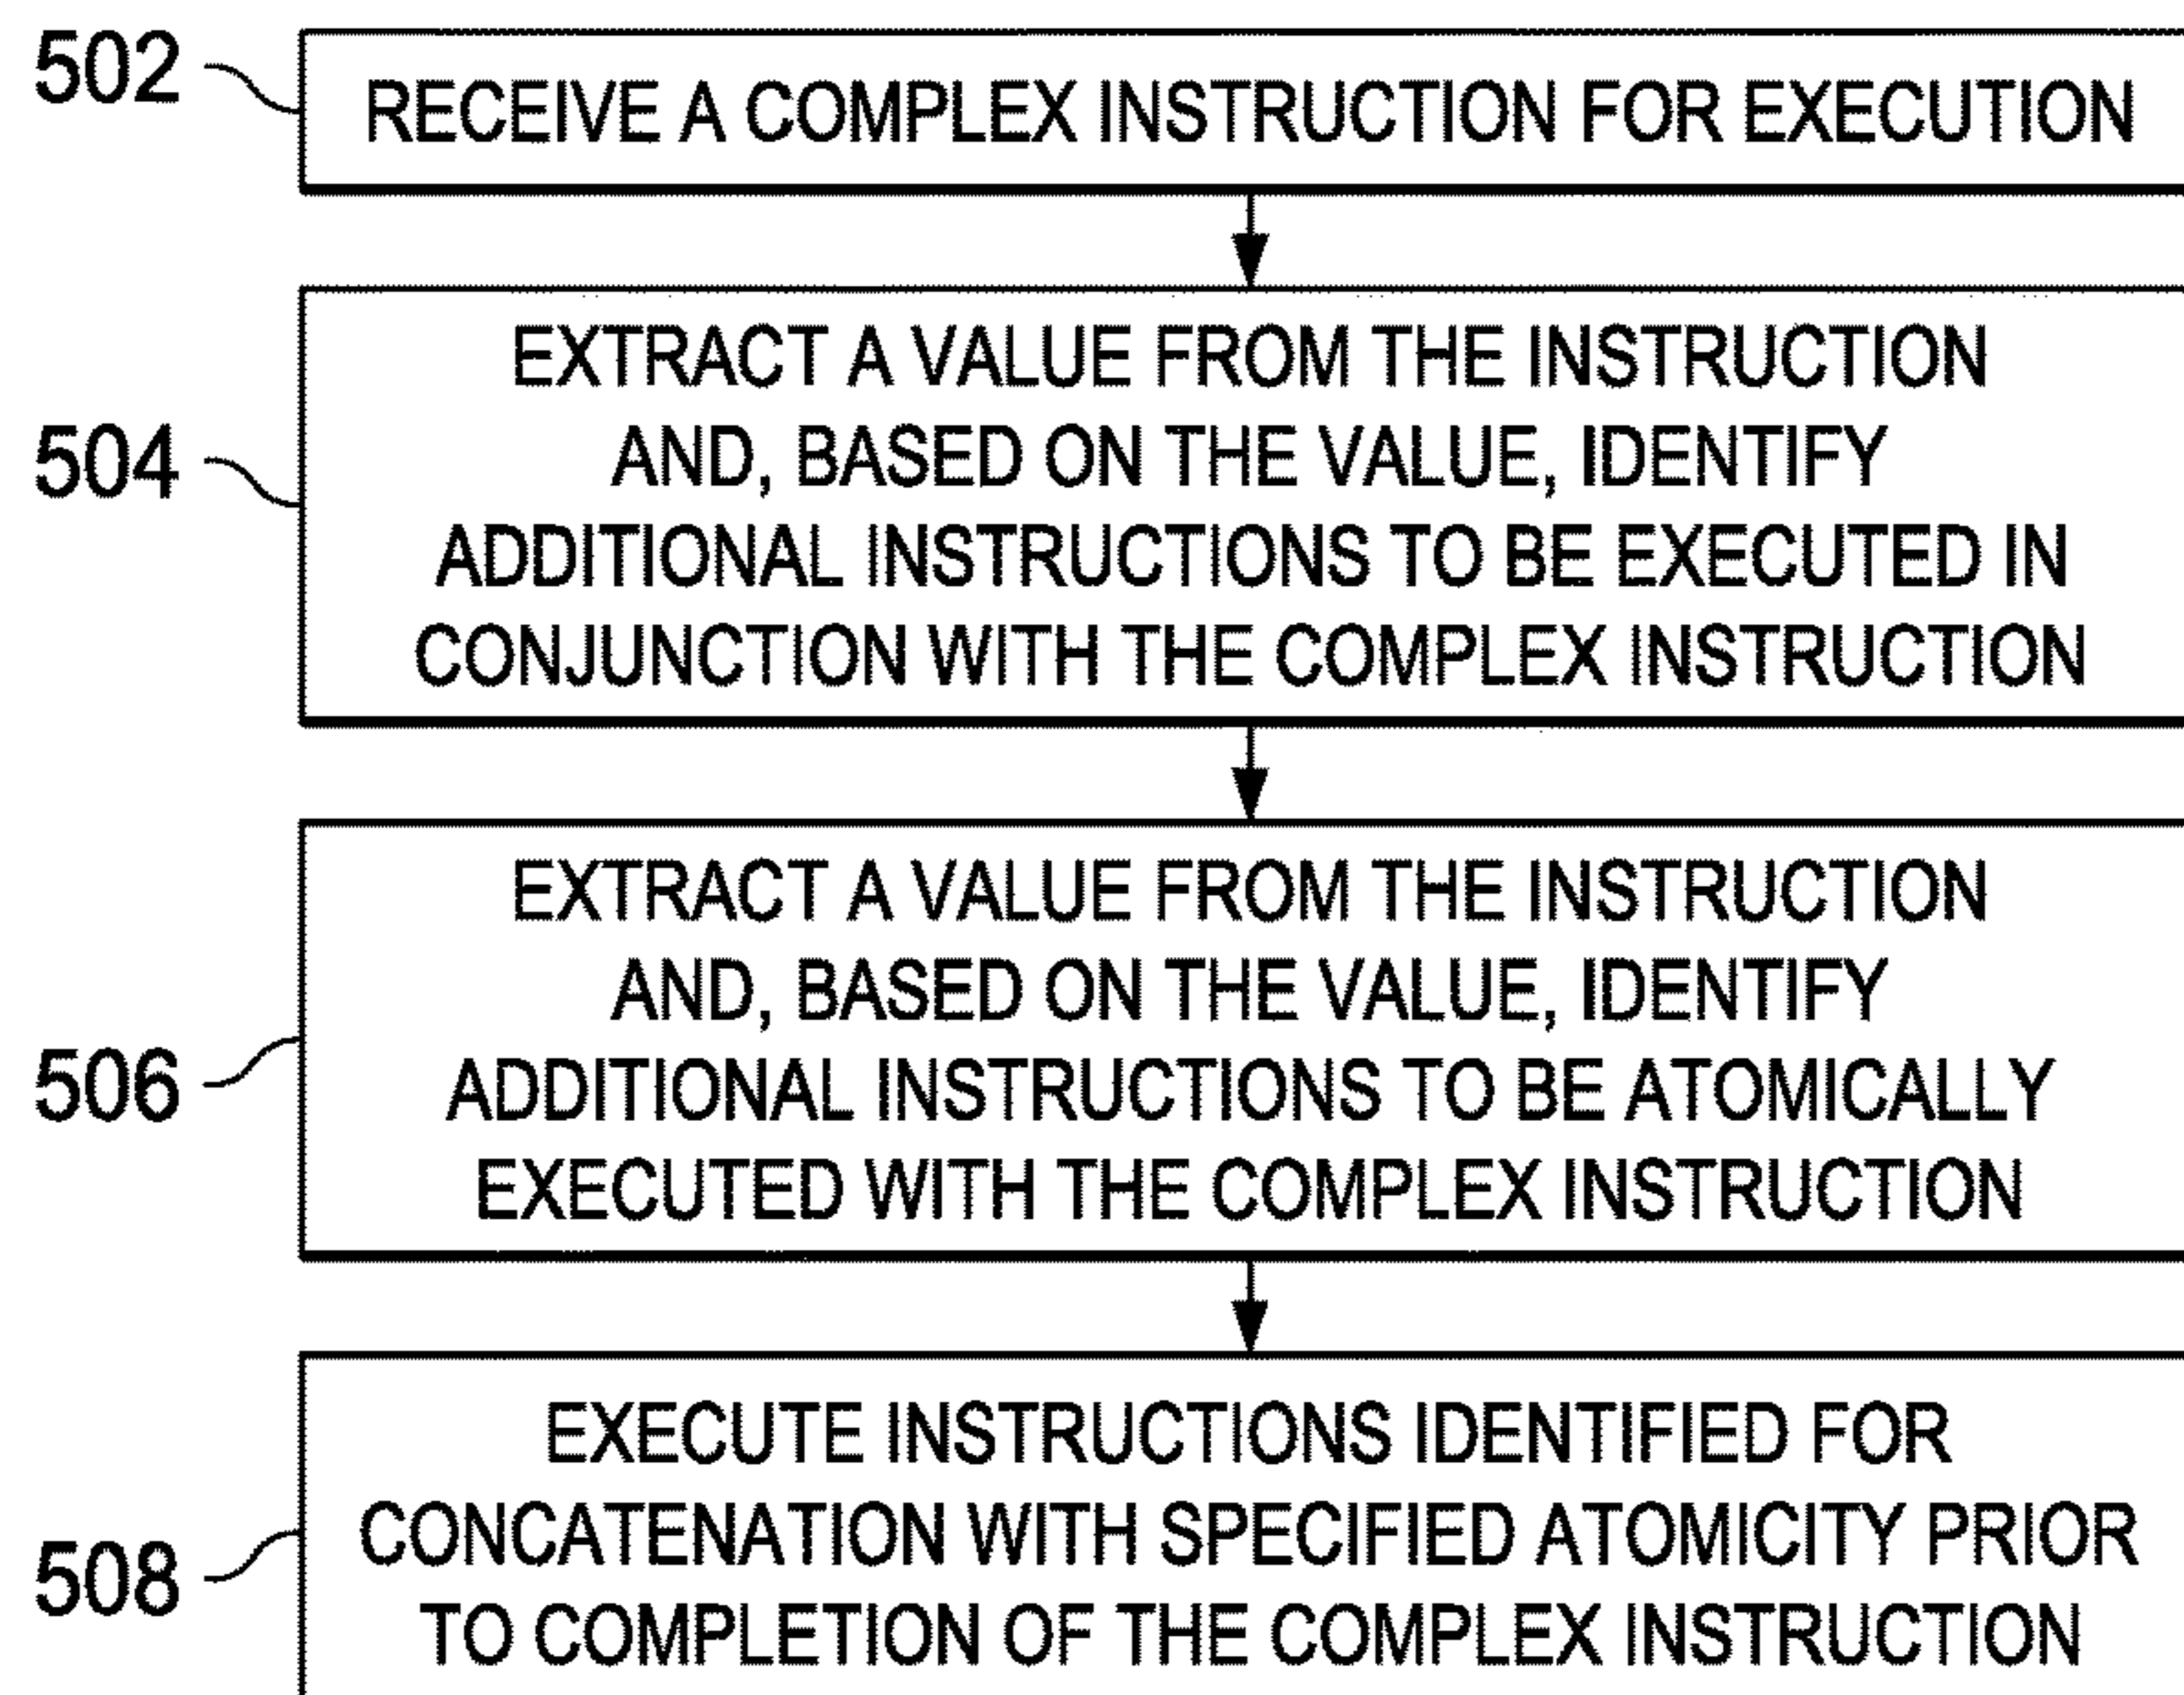 502
RECEIVE A COMPLEX INSTRUCTION FOR EXECUTION
504
EXTRACT A VALUE FROM THE INSTRUCTION
AND, BASED ON THE VALUE, IDENTIFY
ADDITIONAL INSTRUCTIONS TO BE EXECUTED IN
CONJUNCTION WITH THE COMPLEX INSTRUCTION
506
EXTRACT A VALUE FROM THE INSTRUCTION
AND, BASED ON THE VALUE, IDENTIFY
ADDITIONAL INSTRUCTIONS TO BE ATOMICALLY
EXECUTED WITH THE COMPLEX INSTRUCTION
508
EXECUTE INSTRUCTIONS IDENTIFIED FOR
CONCATENATION WITH SPECIFIED ATOMICITY PRIOR
TO COMPLETION OF THE COMPLEX INSTRUCTION